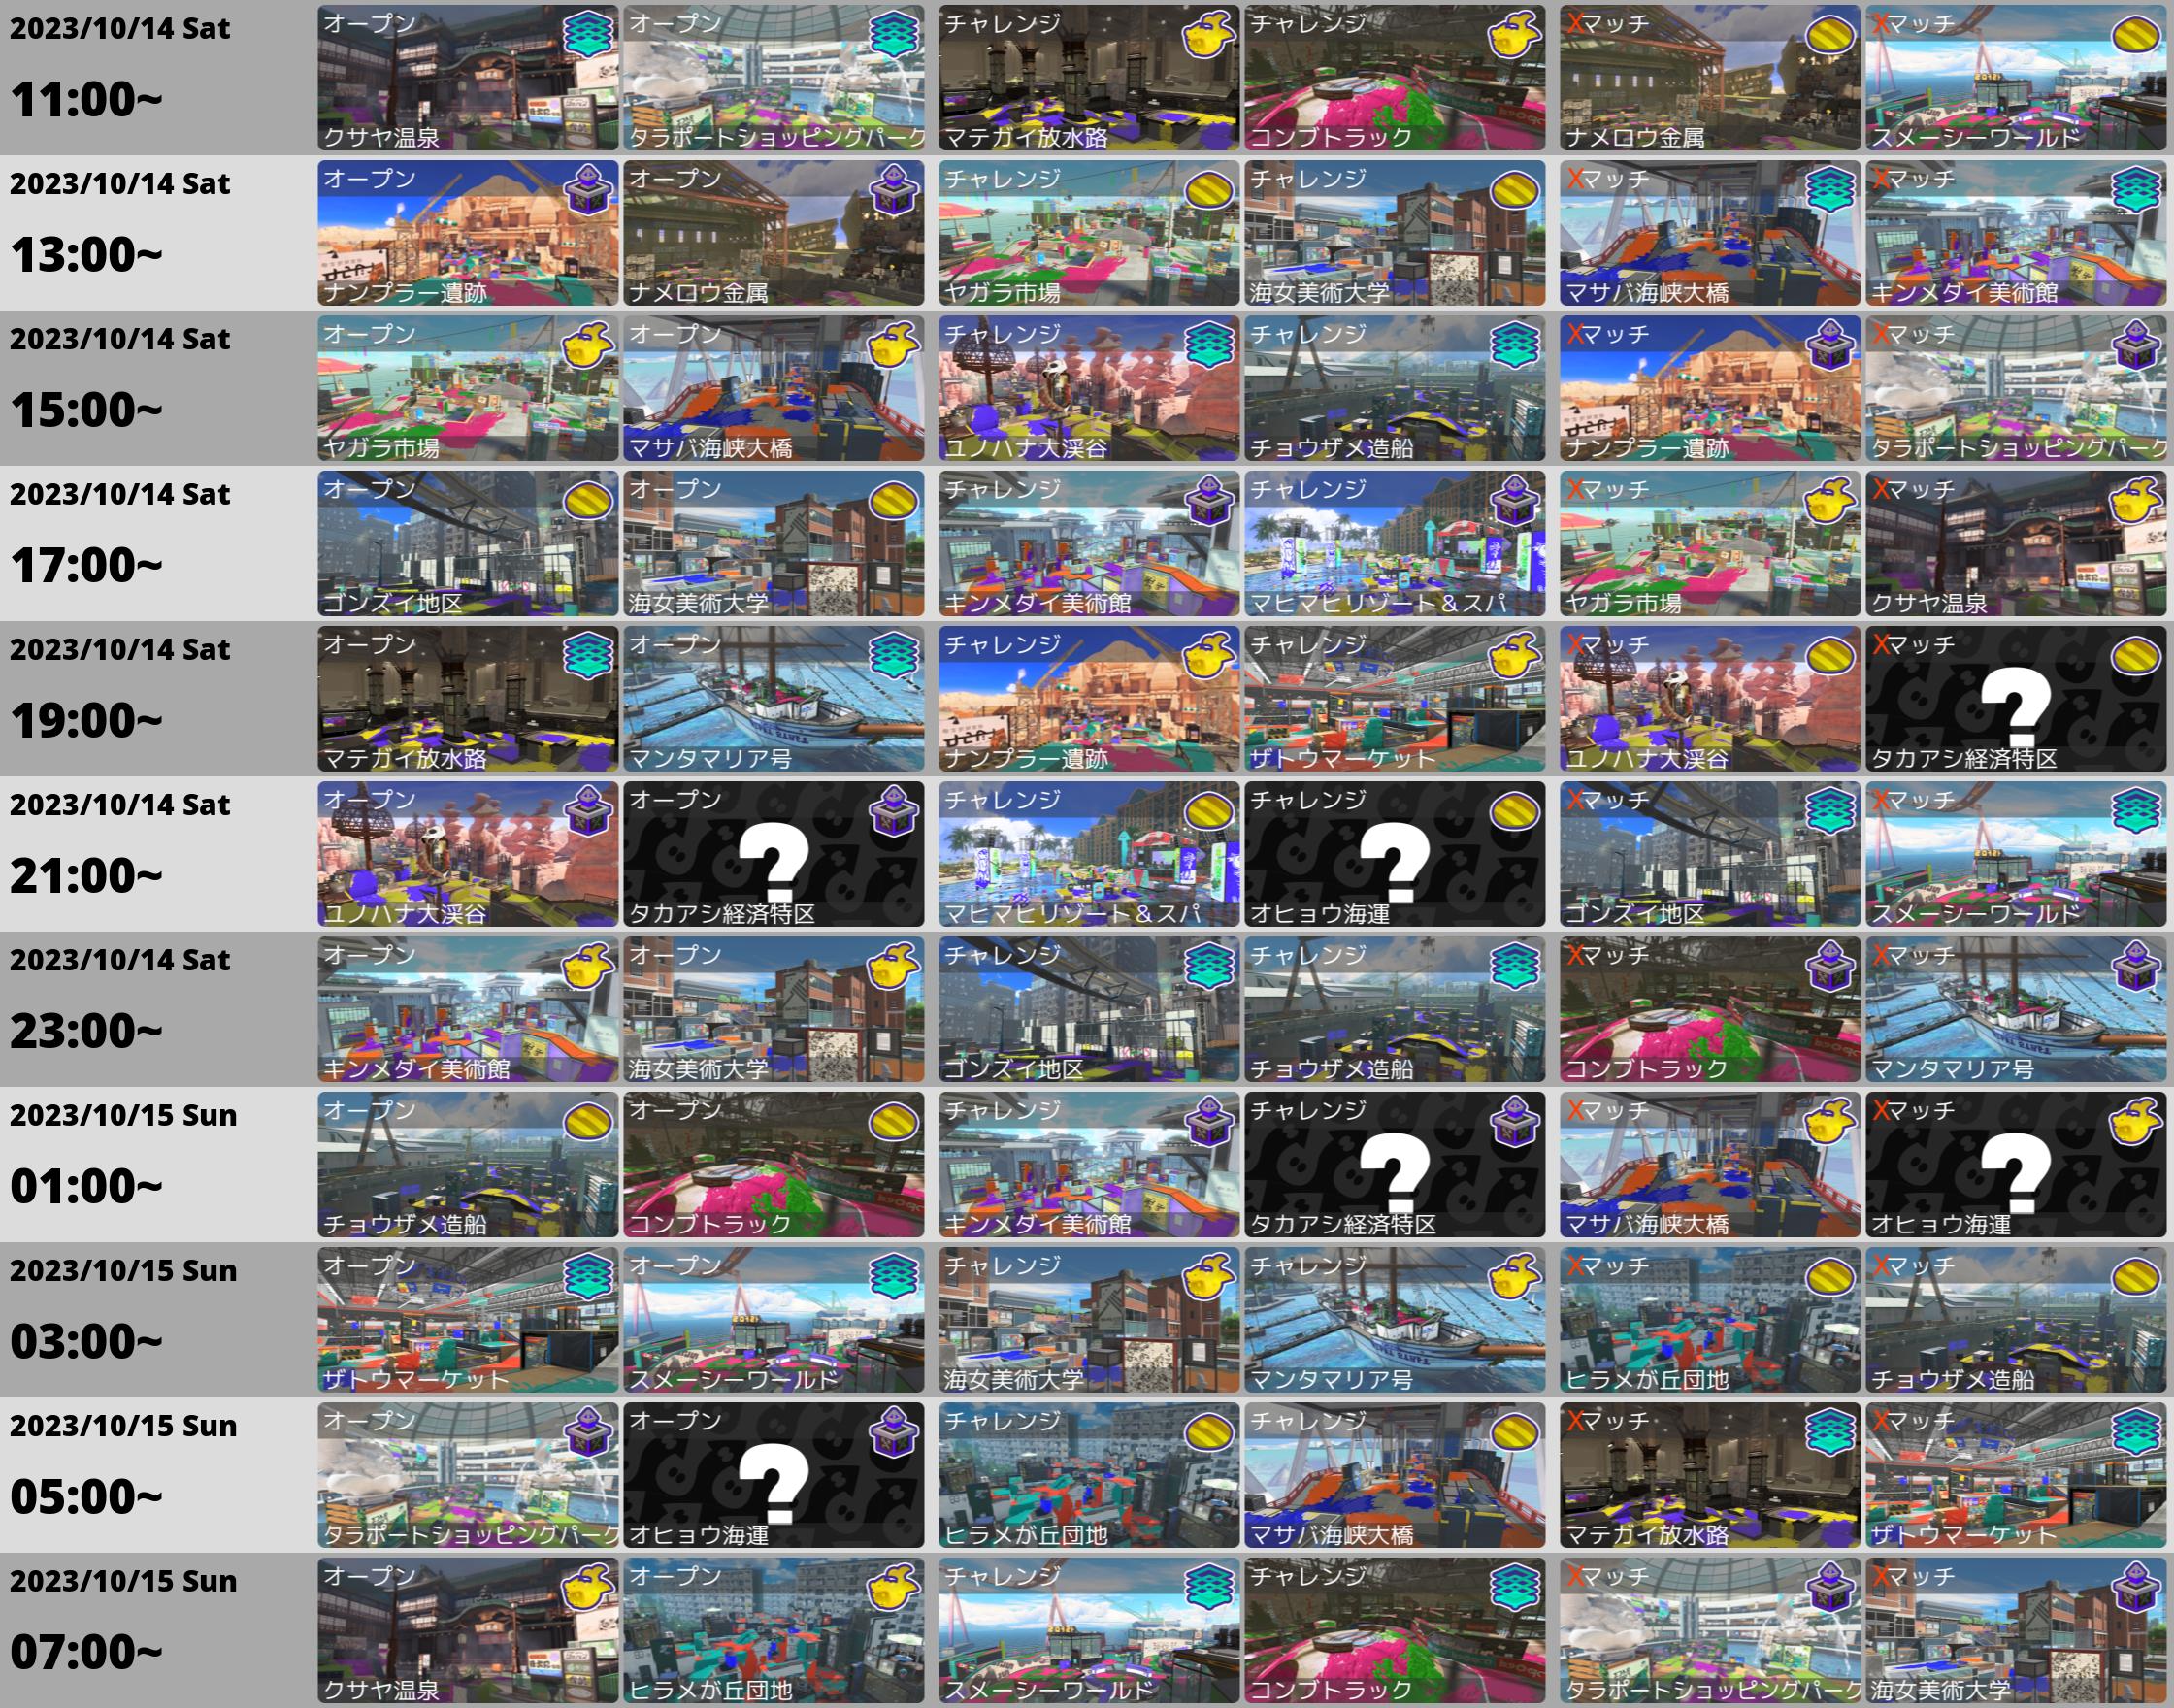 2023/10/14 Sat
11:00~
オープン
クサヤ温泉
オープン
タラポートショッピングパーク
チャレンジ
マテガイ放水路
チャレンジ
コンブトラック
Xマッチ
ナメロウ金属
Xマッチ
スメーシーワールド
2023/10/14 Sat
13:00~
オープン
ナンプラー遺跡
オープン
ナメロウ金属
チャレンジ
ヤガラ市場
チャレンジ
海女美術大学
Xマッチ
マサバ海峡大橋
Xマッチ
キンメダイ美術館
2023/10/14 Sat
15:00~
オープン
ヤガラ市場
オープン
マサバ海峡大橋
チャレンジ
ユノハナ大渓谷
チャレンジ
チョウザメ造船
Xマッチ
ナンプラー遺跡
Xマッチ
タラポートショッピングパーク
2023/10/14 Sat
17:00~
オープン
ゴンズイ地区
オープン
海女美術大学
チャレンジ
キンメダイ美術館
チャレンジ
マヒマヒリゾート＆スパ
Xマッチ
ヤガラ市場
Xマッチ
クサヤ温泉
2023/10/14 Sat
19:00~
オープン
マテガイ放水路
オープン
マンタマリア号
チャレンジ
ナンプラー遺跡
チャレンジ
ザトウマーケット
Xマッチ
ユノハナ大渓谷
Xマッチ
?
タカアシ経済特区
2023/10/14 Sat
21:00~
オープン
ユノハナ大渓谷
オープン
?
タカアシ経済特区
チャレンジ
マヒマヒリゾート＆スパ
チャレンジ
?
オヒョウ海運
Xマッチ
ゴンズイ地区
Xマッチ
スメーシーワールド
2023/10/14 Sat
23:00~
オープン
キンメダイ美術館
オープン
海女美術大学
チャレンジ
ゴンズイ地区
チャレンジ
チョウザメ造船
Xマッチ
コンブトラック
Xマッチ
マンタマリア号
2023/10/15 Sun
01:00~
オープン
チョウザメ造船
オープン
コンブトラック
チャレンジ
キンメダイ美術館
チャレンジ
?
タカアシ経済特区
Xマッチ
マサバ海峡大橋
Xマッチ
?
オヒョウ海運
2023/10/15 Sun
03:00~
オープン
ザトウマーケット
オープン
スメーシーワールド
チャレンジ
海女美術大学
チャレンジ
マンタマリア号
Xマッチ
ヒラメが丘団地
Xマッチ
チョウザメ造船
2023/10/15 Sun
05:00~
オープン
タラポートショッピングパーク
オープン
?
オヒョウ海運
チャレンジ
ヒラメが丘団地
チャレンジ
マサバ海峡大橋
Xマッチ
マテガイ放水路
Xマッチ
ザトウマーケット
2023/10/15 Sun
07:00~
オープン
クサヤ温泉
オープン
ヒラメが丘団地
チャレンジ
スメーシーワールド
チャレンジ
コンブトラック
Xマッチ
タラポートショッピングパーク
Xマッチ
海女美術大学